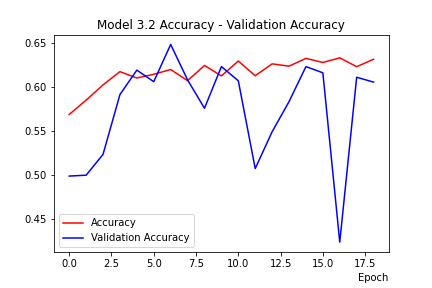 Model 3.2 Accuracy - Validation Accuracy
0.65
0.60
0.55
0.50
0.45
Accuracy
Validation Accuracy
0.0 2.5 5.0 7.5 10.0 12.5 15.0 17.5
Epoch